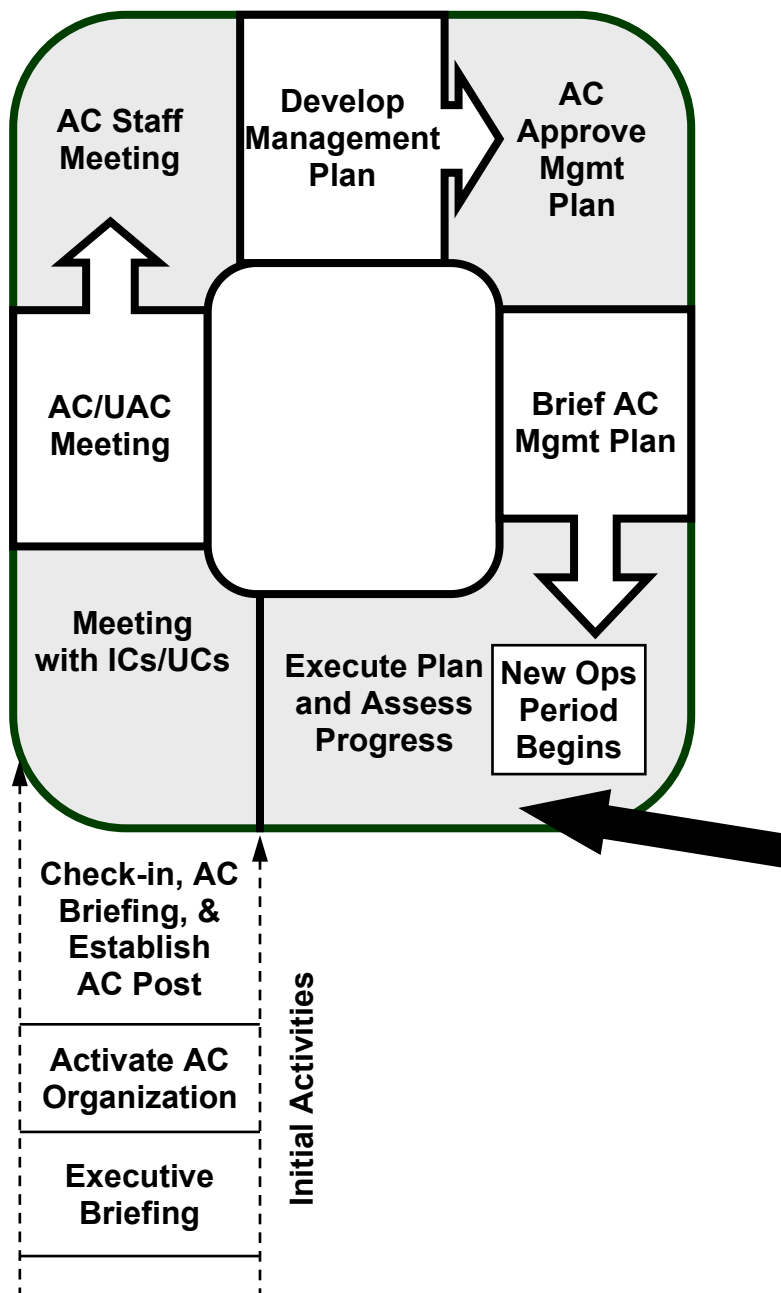 AC Staff
Meeting
Develop
Management
Plan
AC
Approve
Mgmt
Plan
AC/UAC
Meeting
Brief AC
Mgmt Plan
Meeting
with ICs/UCs
Execute Plan
and Assess
Progress
New Ops
Period
Begins
Check-in, AC
Briefing, &
Establish
AC Post
Activate AC
Organization
Executive
Briefing
Initial Activities